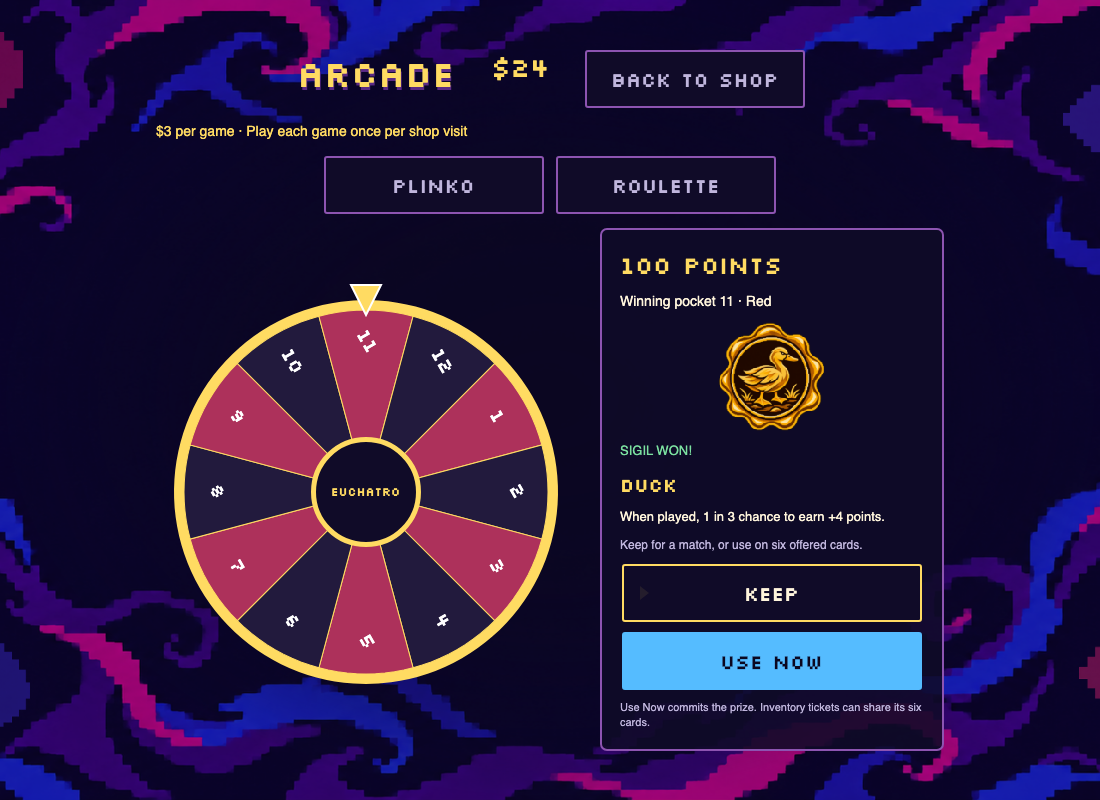 ARCADE
$24
BACK TO SHOP
$3 per game · Play each game once per shop visit
PLINKO
ROULETTE
100 POINTS
Winning pocket 11 · Red
SIGIL WON!
DUCK
When played, 1 in 3 chance to earn +4 points.
Keep for a match, or use on six offered cards.
KEEP
USE NOW
Use Now commits the prize. Inventory tickets can share its six
cards.
11
12
1
2
3
4
5
6
7
8
9
10
EUCHATRO